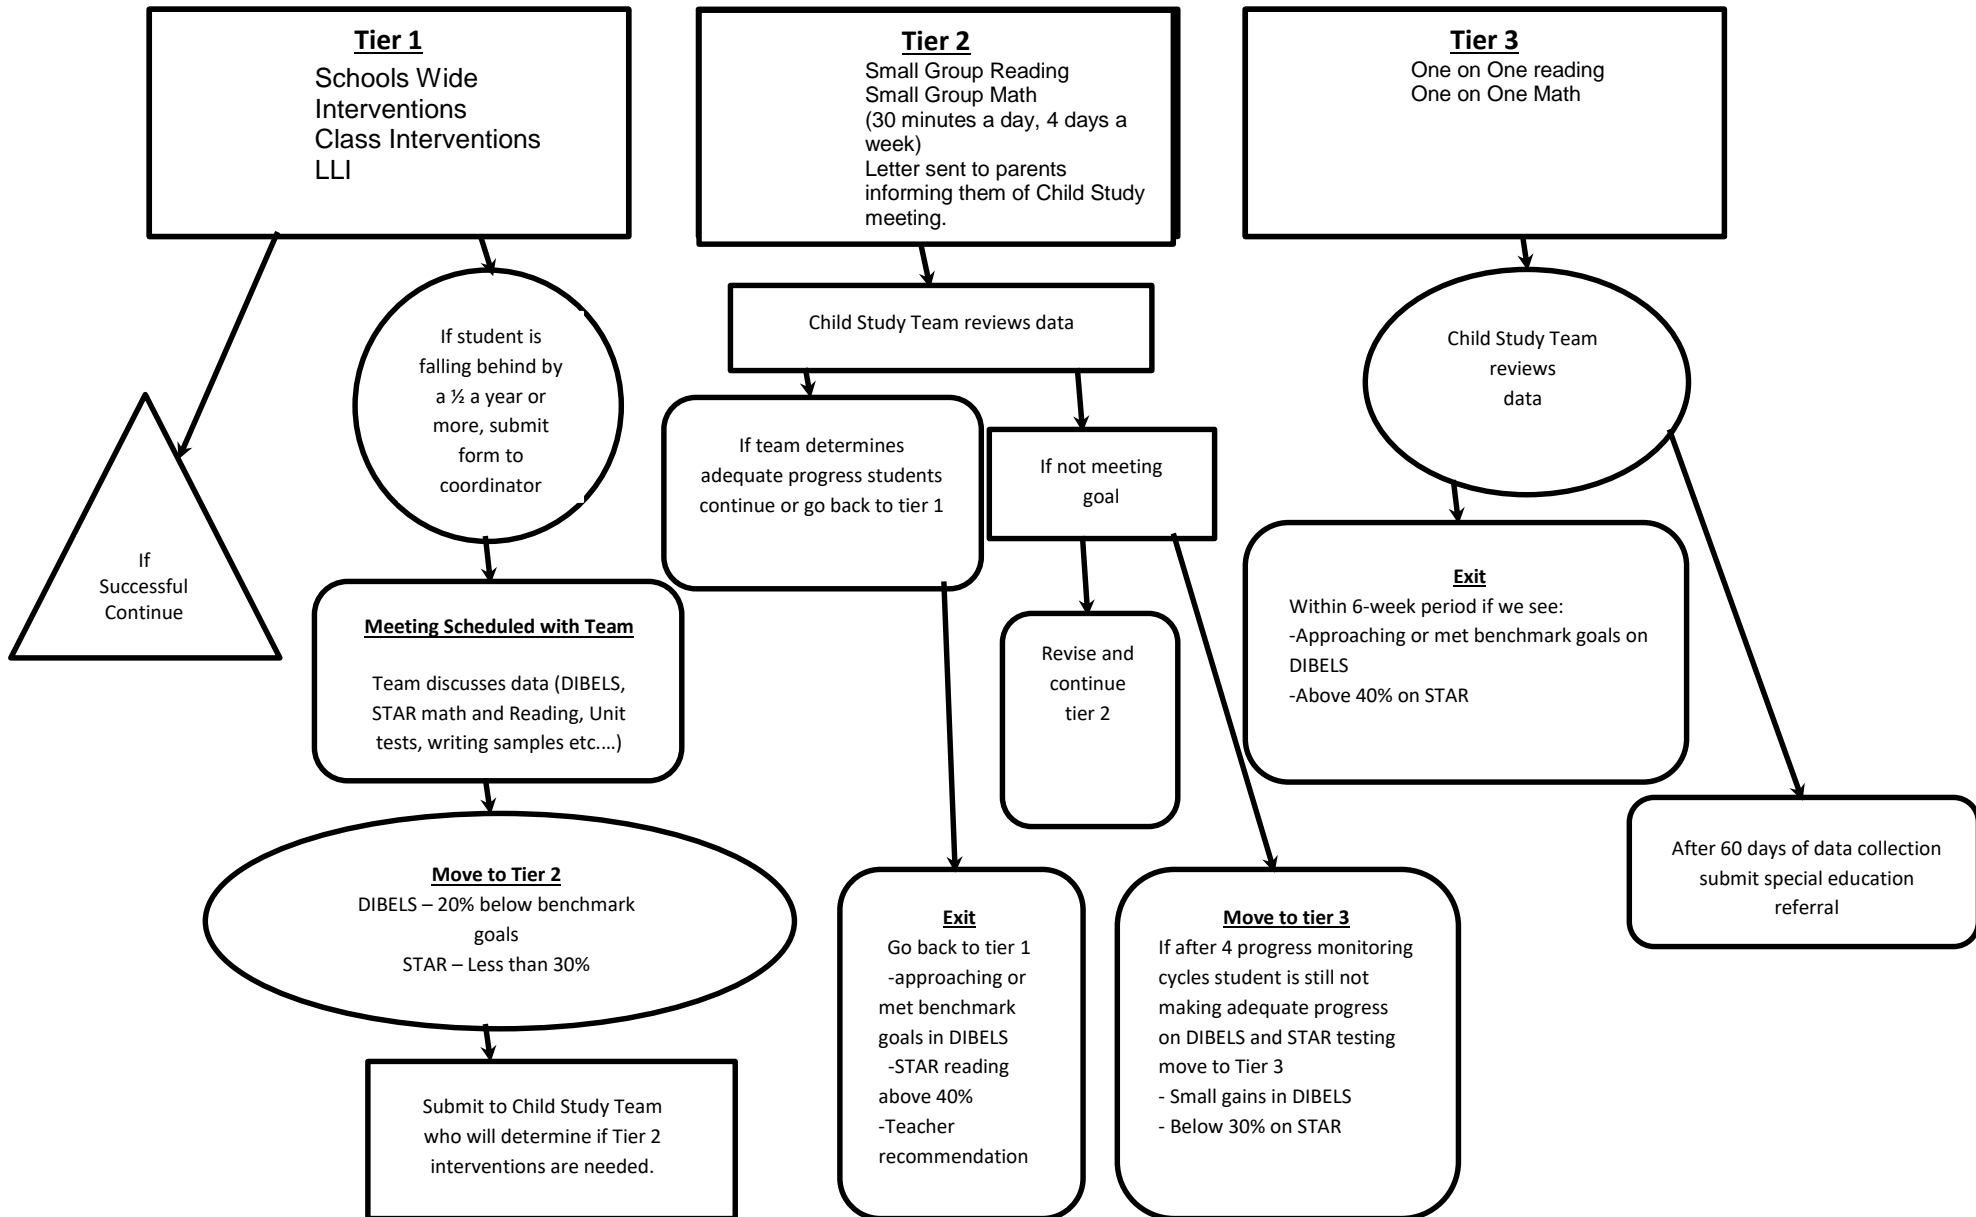 Tier 1
Schools Wide
Interventions
Class Interventions
LLI
If
Successful
Continue
If student is
falling behind by
a ½ a year or
more, submit
form to
coordinator
Meeting Scheduled with Team
Team discusses data (DIBELS,
STAR math and Reading, Unit
tests, writing samples etc.…)
Move to Tier 2
DIBELS – 20% below benchmark
goals
STAR – Less than 30%
Submit to Child Study Team
who will determine if Tier 2
interventions are needed.
Tier 2
Small Group Reading
Small Group Math
(30 minutes a day, 4 days a
week)
Letter sent to parents
informing them of Child Study
meeting.
Child Study Team reviews data
If team determines
adequate progress students
continue or go back to tier 1
If not meeting
goal
Revise and
continue
tier 2
Exit
Go back to tier 1
-approaching or
met benchmark
goals in DIBELS
-STAR reading
above 40%
-Teacher
recommendation
Move to tier 3
If after 4 progress monitoring
cycles student is still not
making adequate progress
on DIBELS and STAR testing
move to Tier 3
- Small gains in DIBELS
- Below 30% on STAR
Tier 3
One on One reading
One on One Math
Child Study Team
reviews
data
Exit
Within 6-week period if we see:
-Approaching or met benchmark goals on
DIBELS
-Above 40% on STAR
After 60 days of data collection
submit special education
referral